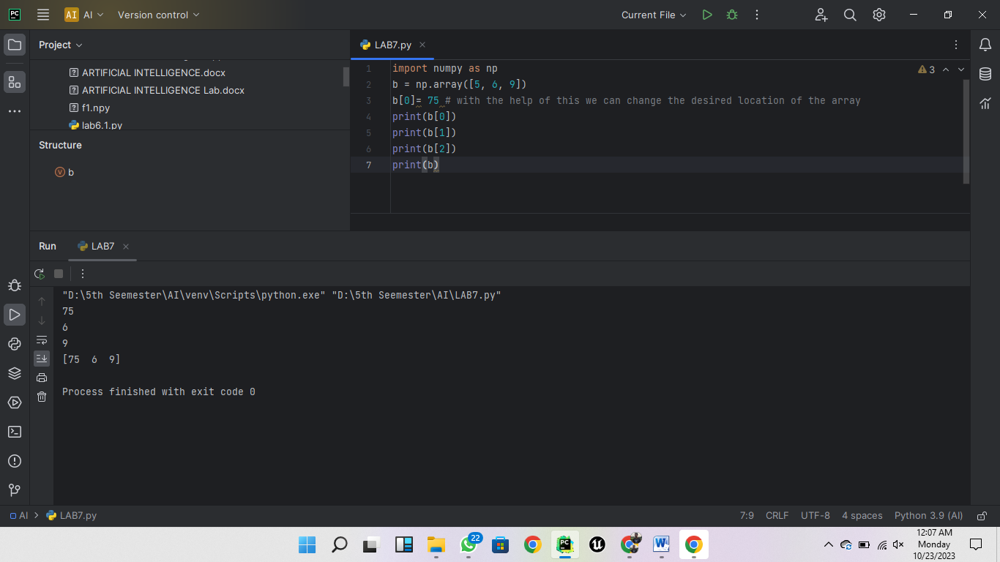 PC
AI AI Version control Current File
Project
LAB7.py
ARTIFICIAL INTELLIGENCE.docx
ARTIFICIAL INTELLIGENCE Lab.docx
f1.npy
lab6.1.py
Structure
v b
3
1 import numpy as np
2 b = np.array([5, 6, 9])
3 b[0]= 75 # with the help of this we can change the desired location of the array
4 print(b[0])
5 print(b[1])
6 print(b[2])
7 print(b)
Run LAB7
"D:\5th Seemester\AI\venv\Scripts\python.exe" "D:\5th Seemester\AI\LAB7.py"
75
6
9
[75  6  9]
Process finished with exit code 0
AI > LAB7.py 7:9 CRLF UTF-8 4 spaces Python 3.9 (AI)
22
PC
W
12:07 AM
Monday
10/23/2023